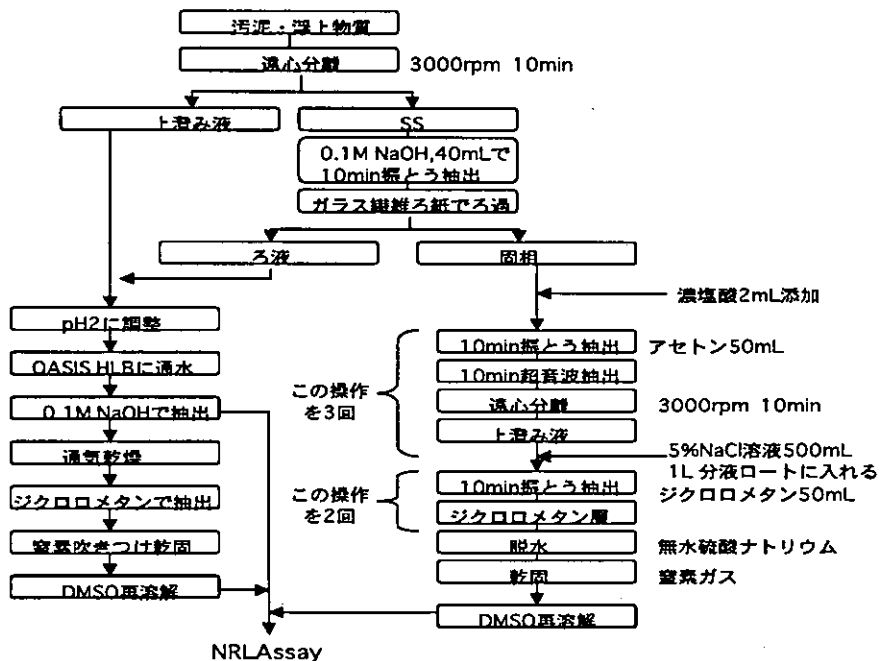 汚泥・浮上物質
遠心分離 3000rpm 10min
上澄み液
SS
0.1M NaOH,40mLで
10min振とう抽出
ガラス繊維ろ紙でろ過
ろ液
固相
濃塩酸2mL添加
pH2に調整
OASIS HLBに通水
0.1M NaOHで抽出
通気乾燥
ジクロロメタンで抽出
窒素吹きつけ乾固
DMSO再溶解
この操作
を3回
10min振とう抽出 アセトン50mL
10min超音波抽出
遠心分離 3000rpm 10min
上澄み液
5%NaCl溶液500mL
1L 分液ロートに入れる
この操作
を2回
10min振とう抽出 ジクロロメタン50mL
ジクロロメタン層
脱水 無水硫酸ナトリウム
乾固 窒素ガス
DMSO再溶解
NRLAssay